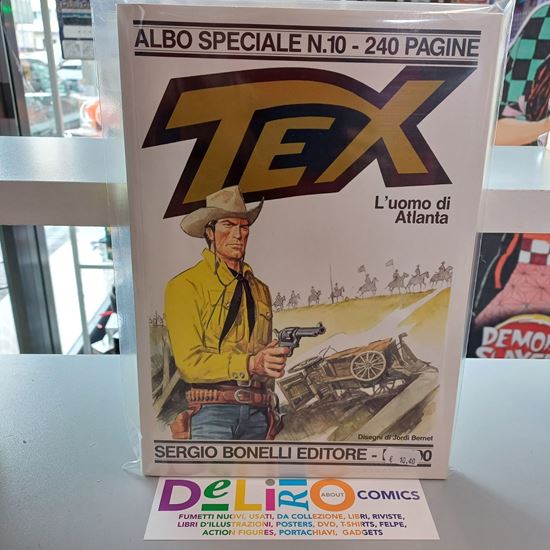 ALBO SPECIALE N.10 - 240 PAGINE
TEX
L'uomo di
Atlanta
DEMON
SLAYER
Disegni di Jordi Bernet
SERGIO BONELLI EDITORE -
€ 10,40
DeLiRiO ABOUT COMICS
FUMETTI NUOVI, USATI, DA COLLEZIONE, LIBRI, RIVISTE,
LIBRI D'ILLUSTRAZIONI, POSTERS, DVD, T-SHIRTS, FELPE,
ACTION FIGURES, PORTACHIAVI, GADGETS